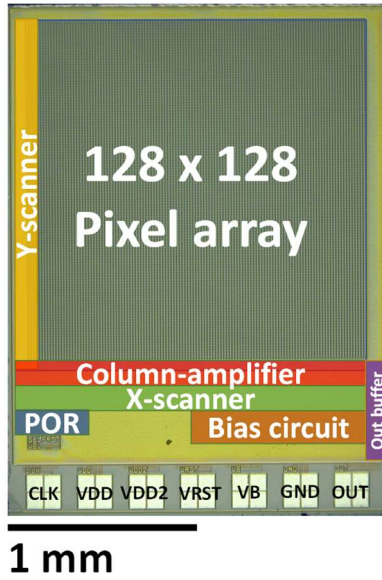 Y-scanner
128 x 128
Pixel array
Column-amplifier
X-scanner
POR
Bias circuit
Out buffer
CLK VDD VDD2 VRST VB GND OUT
1 mm